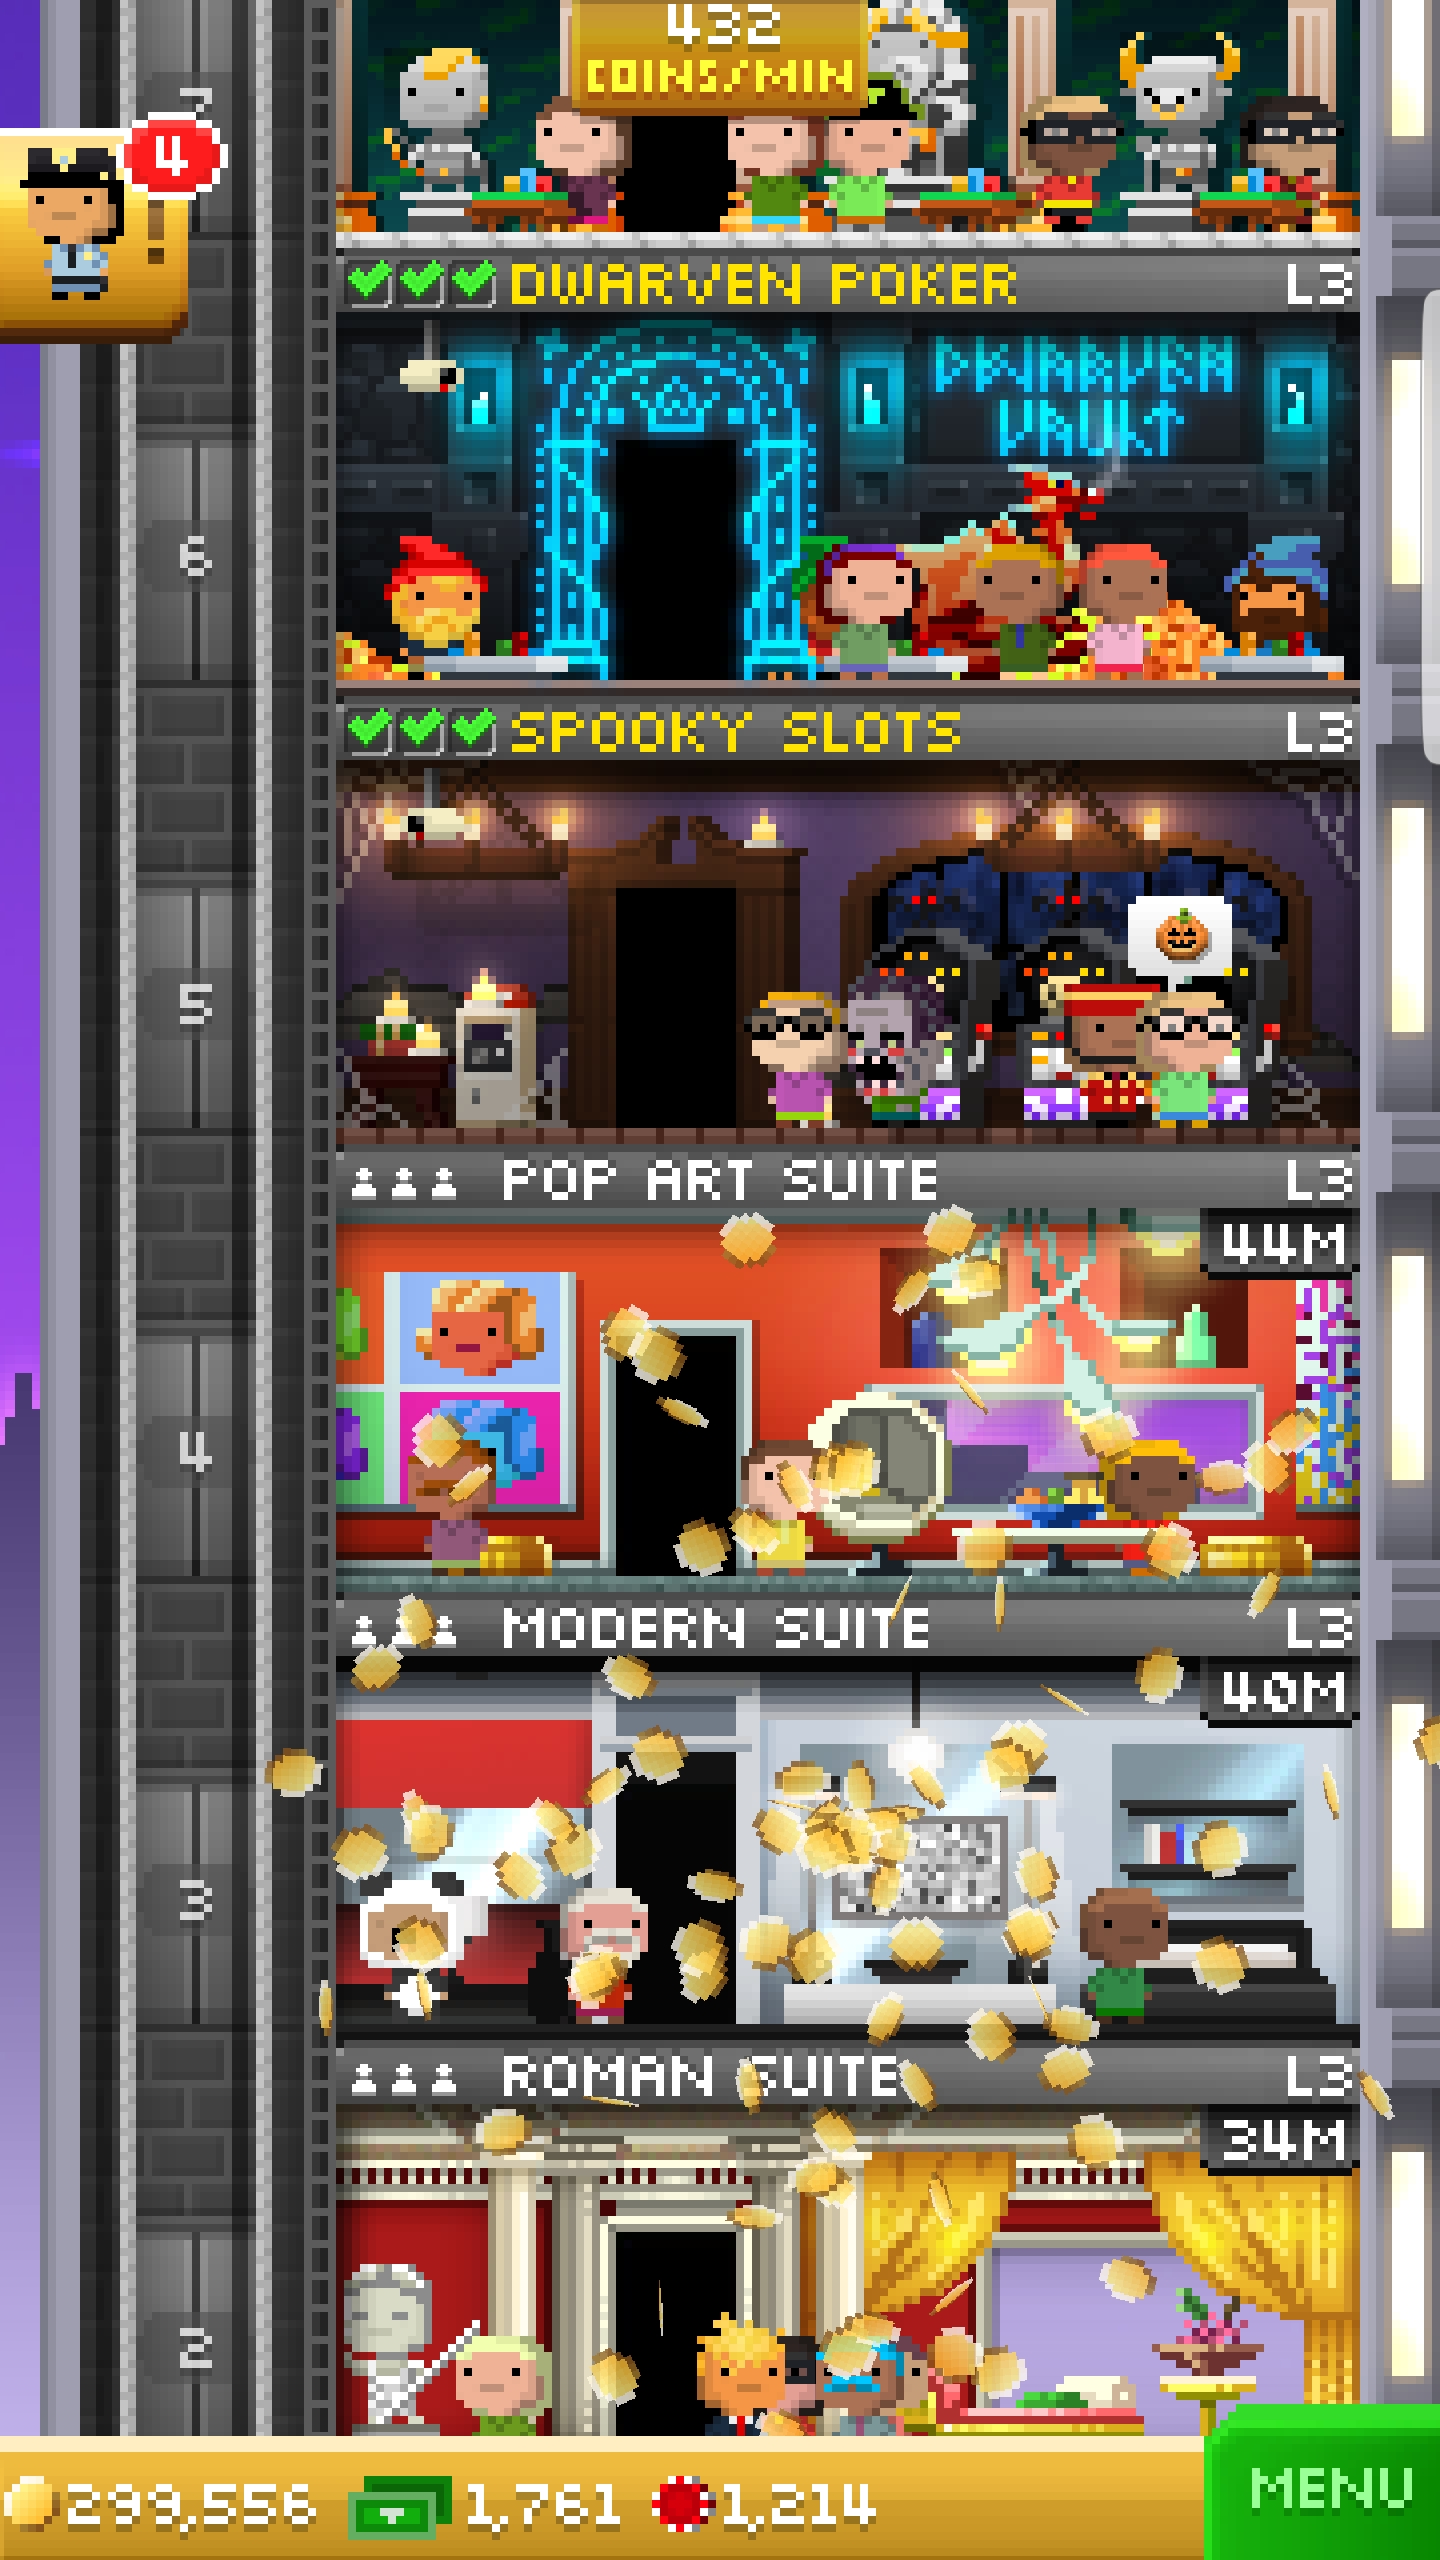 432
COINS/MIN
7
4
DWARVEN POKER L3
DWARVEN
VAULT
6
SPOOKY SLOTS L3
5
POP ART SUITE L3
44M
4
MODERN SUITE L3
40M
3
ROMAN SUITE L3
34M
2
299,556 1,761 1,214 MENU